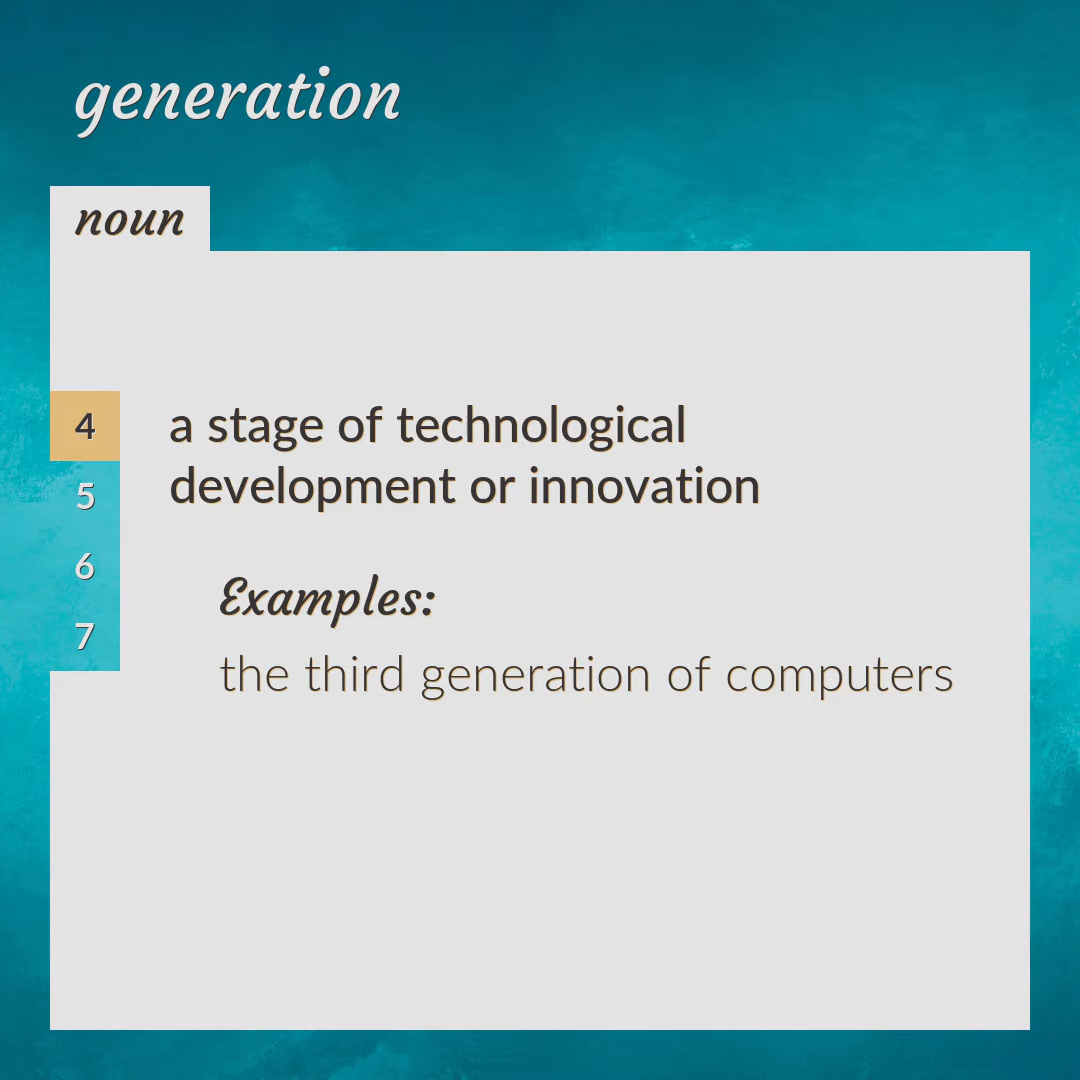 generation
noun
4
a stage of technological
development or innovation
5
6
7
Examples:
the third generation of computers